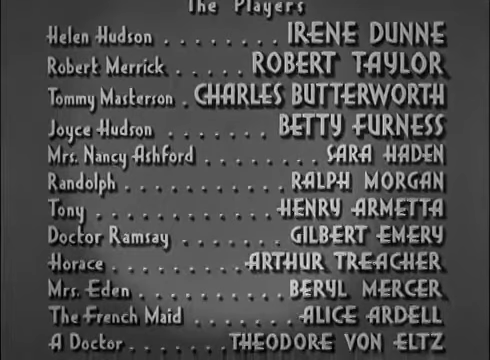 The Players
Helen Hudson . . . . . . . . IRENE DUNNE
Robert Merrick . . . . . ROBERT TAYLOR
Tommy Masterson . CHARLES BUTTERWORTH
Joyce Hudson . . . . . . . BETTY FURNESS
Mrs. Nancy Ashford . . . . . . . . SARA HADEN
Randolph . . . . . . . . . . . RALPH MORGAN
Tony . . . . . . . . . . . . HENRY ARMETTA
Doctor Ramsay . . . . . . . GILBERT EMERY
Horace . . . . . . . . . ARTHUR TREACHER
Mrs. Eden . . . . . . . . . . BERYL MERCER
The French Maid . . . . . . . ALICE ARDELL
A Doctor . . . . . . . THEODORE VON ELTZ